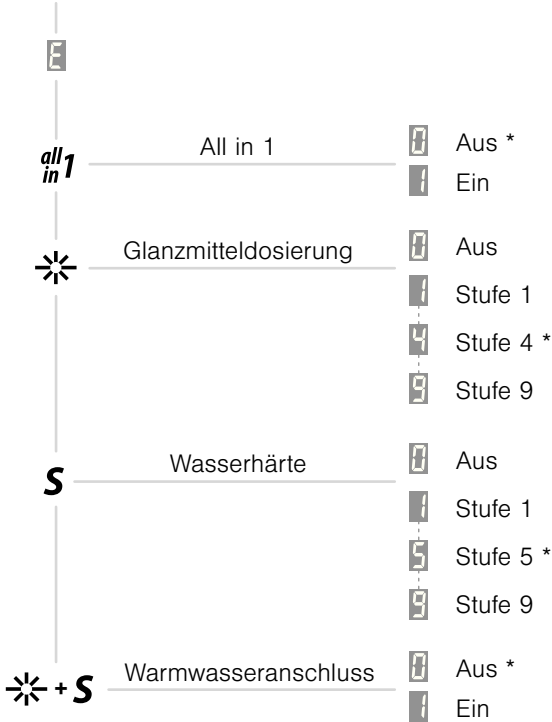 E
all in 1 All in 1 0 Aus *
1 Ein
Glanzmitteldosierung 0 Aus
1 Stufe 1
4 Stufe 4 *
9 Stufe 9
S Wasserhärte 0 Aus
1 Stufe 1
5 Stufe 5 *
9 Stufe 9
+ S Warmwasseranschluss 0 Aus *
1 Ein